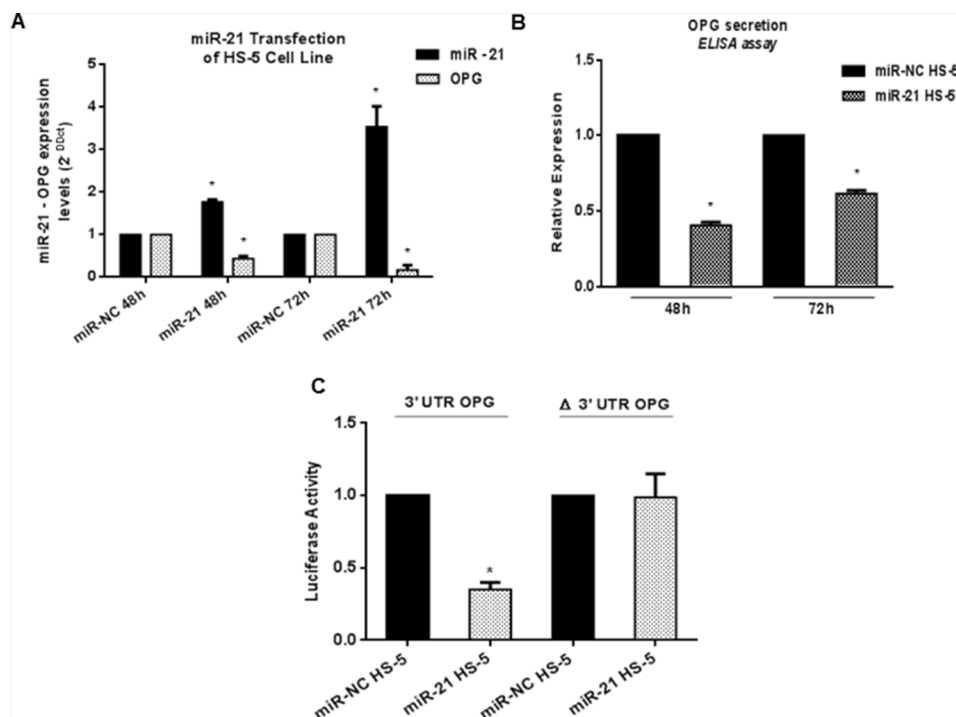 A
miR-21 Transfection
of HS-5 Cell Line
miR - 21
OPG
miR-21 - OPG expression
levels (2- DDct)
5
4
3
2
1
0
*
*
*
*
miR-NC 48h
miR-21 48h
miR-NC 72h
miR-21 72h
B
OPG secretion
ELISA assay
miR-NC HS-5
miR-21 HS-5
Relative Expression
1.5
1.0
0.5
0.0
*
*
48h
72h
C
3' UTR OPG
Δ 3' UTR OPG
Luciferase Activity
1.5
1.0
0.5
0.0
*
miR-NC HS-5
miR-21 HS-5
miR-NC HS-5
miR-21 HS-5